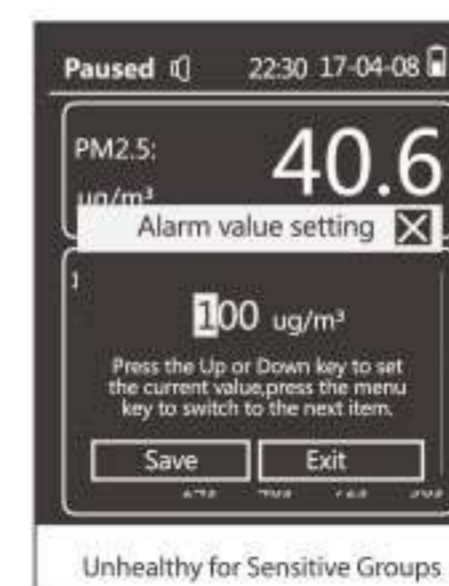 Paused 22:30 17-04-08
PM2.5: 40.6
ug/m³
Alarm value setting
100 ug/m³
Press the Up or Down key to set
the current value,press the menu
key to switch to the next item.
Save Exit
Unhealthy for Sensitive Groups